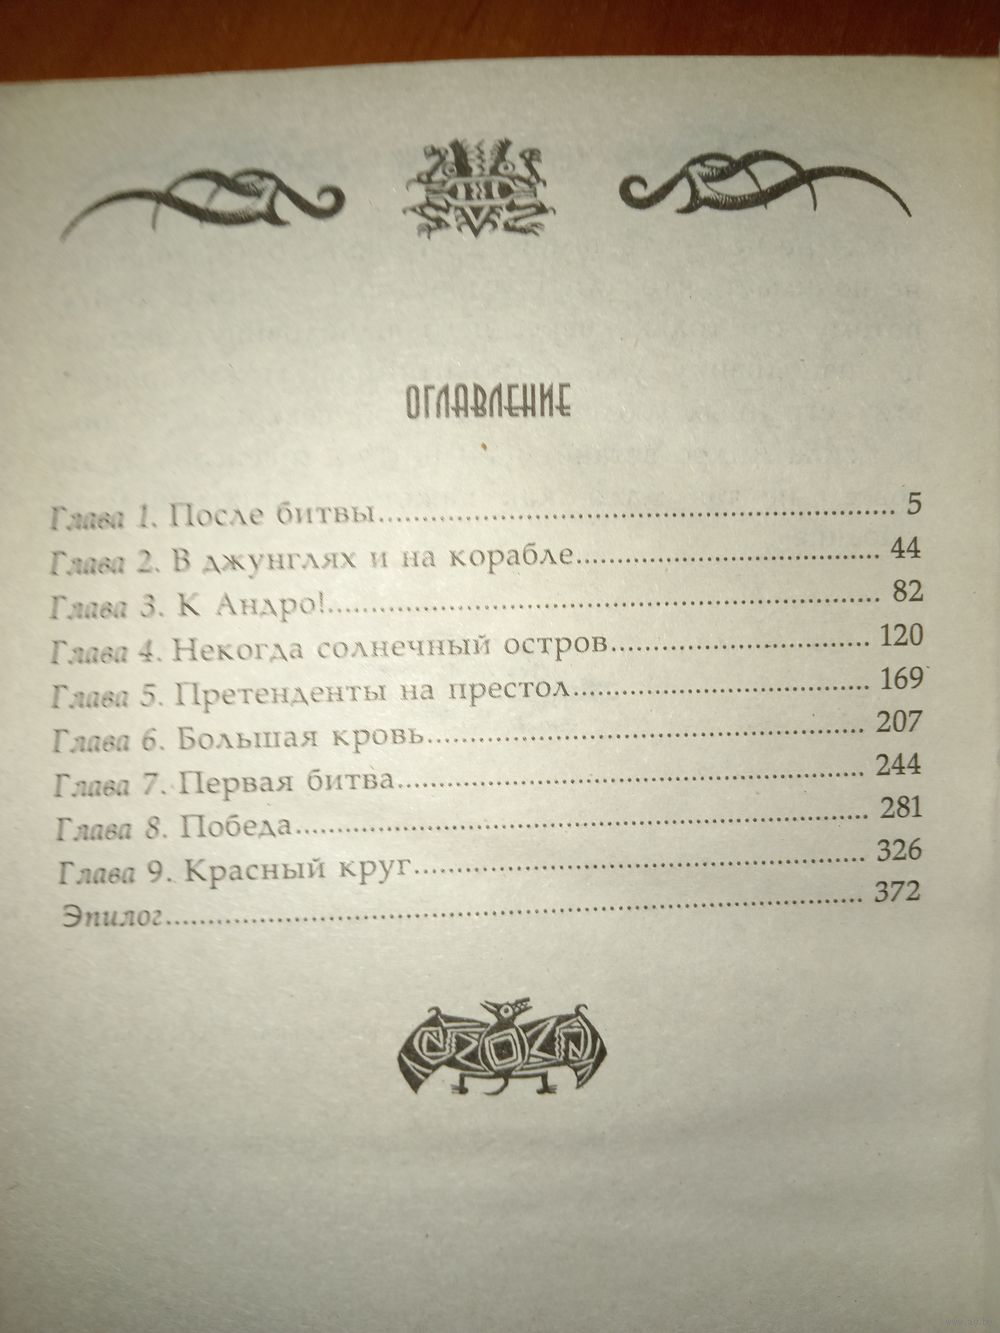 ОГЛАВЛЕНИЕ
Глава 1. После битвы........ 5
Глава 2. В джунглях и на корабле........ 44
Глава 3. К Андро!........ 82
Глава 4. Некогда солнечный остров........ 120
Глава 5. Претенденты на престол........ 169
Глава 6. Большая кровь........ 207
Глава 7. Первая битва........ 244
Глава 8. Победа........ 281
Глава 9. Красный круг........ 326
Эпилог........ 372